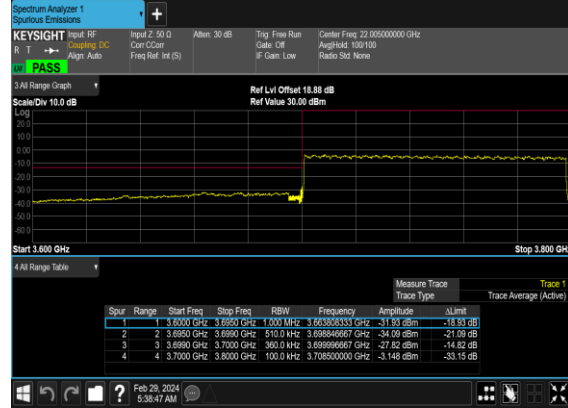 Spectrum Analyzer 1
Spurious Emissions
+
KEYSIGHT Input: RF Input Z: 50 Ω Atten: 30 dB Trig: Free Run Center Freq: 22.005000000 GHz
R T Coupling: DC Corr CCorr Gate: Off Avg|Hold: 100/100
Align: Auto Freq Ref: Int (S) IF Gain: Low Radio Std: None
PASS
3 All Range Graph
Ref Lvl Offset 18.88 dB
Scale/Div 10.0 dB Ref Value 30.00 dBm
Log
20.0
10.0
0.00
-10.0
-20.0
-30.0
-40.0
-50.0
-60.0
Start 3.600 GHz Stop 3.800 GH
4 All Range Table
Measure Trace Trace 1
Trace Type Trace Average (Active)
Spur Range Start Freq Stop Freq RBW Frequency Amplitude ΔLimit
1 1 3.6000 GHz 3.6950 GHz 1.000 MHz 3.663808333 GHz -31.93 dBm -18.93 dB
2 2 3.6950 GHz 3.6990 GHz 510.0 kHz 3.698846667 GHz -34.09 dBm -21.09 dB
3 3 3.6990 GHz 3.7000 GHz 360.0 kHz 3.699996667 GHz -27.82 dBm -14.82 dB
4 4 3.7000 GHz 3.8000 GHz 100.0 kHz 3.708500000 GHz -3.148 dBm -33.15 dB
? Feb 29, 2024
5:38:47 AM